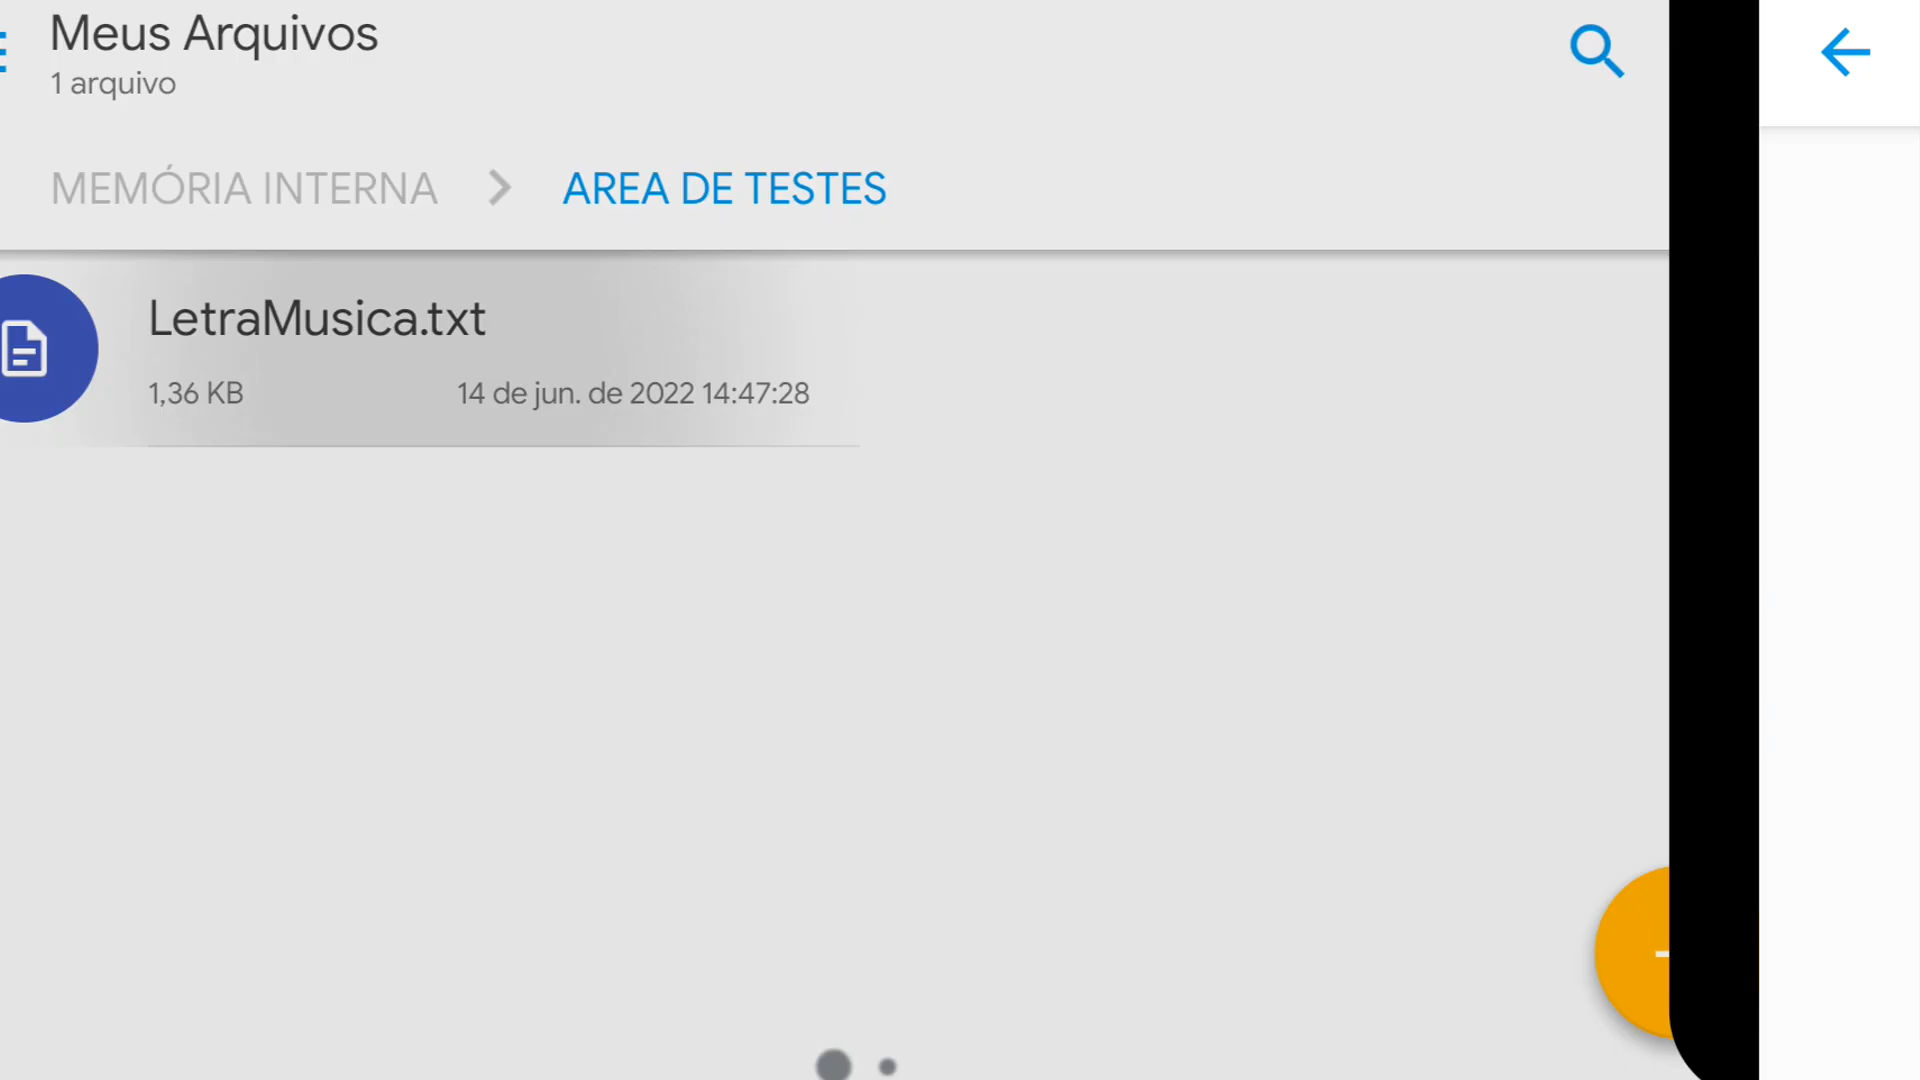 Meus Arquivos
1 arquivo
MEMÓRIA INTERNA
AREA DE TESTES
LetraMusica.txt
1,36 KB
14 de jun. de 2022 14:47:28